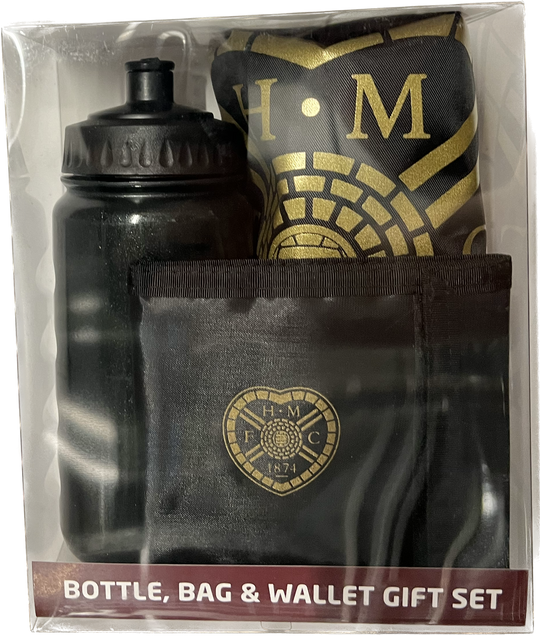 H • M
H • M
F C
1874
BOTTLE, BAG & WALLET GIFT SET